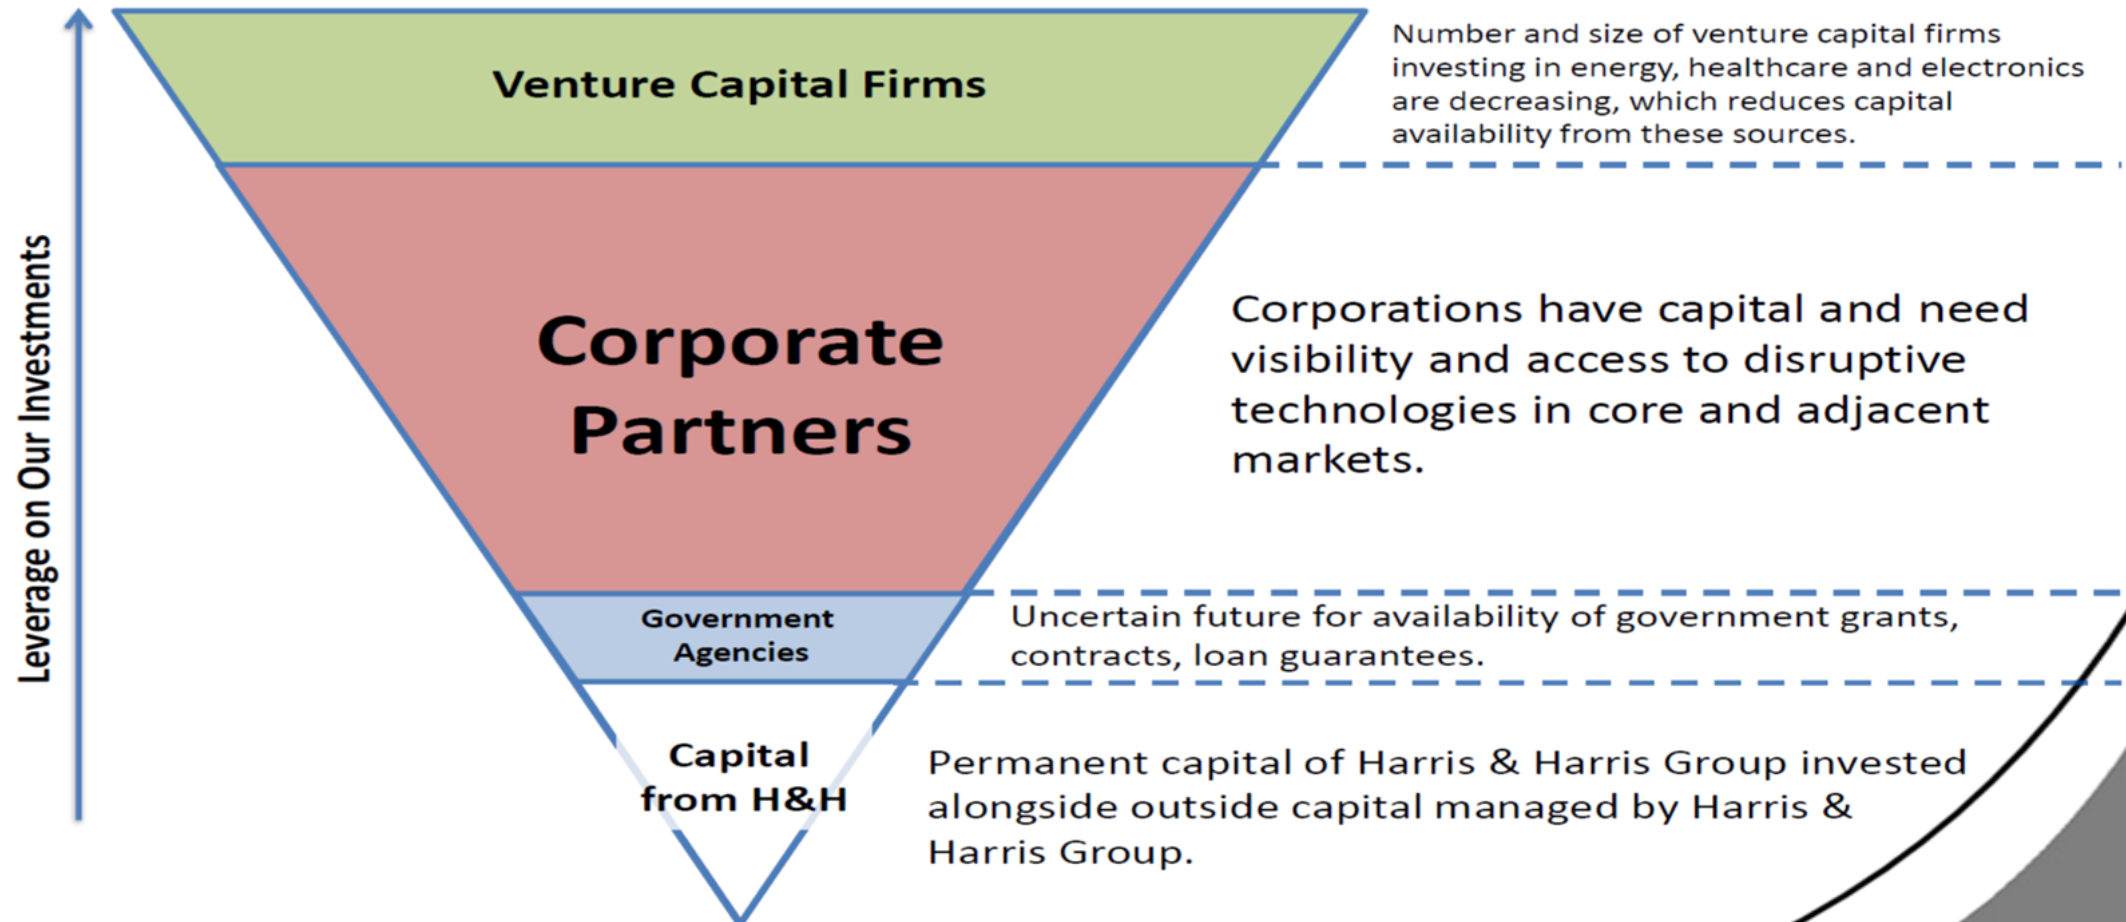 Leverage on Our Investments
Venture Capital Firms
Number and size of venture capital firms
investing in energy, healthcare and electronics
are decreasing, which reduces capital
availability from these sources.
Corporate
Partners
Corporations have capital and need
visibility and access to disruptive
technologies in core and adjacent
markets.
Government
Agencies
Uncertain future for availability of government grants,
contracts, loan guarantees.
Capital
from H&H
Permanent capital of Harris & Harris Group invested
alongside outside capital managed by Harris &
Harris Group.